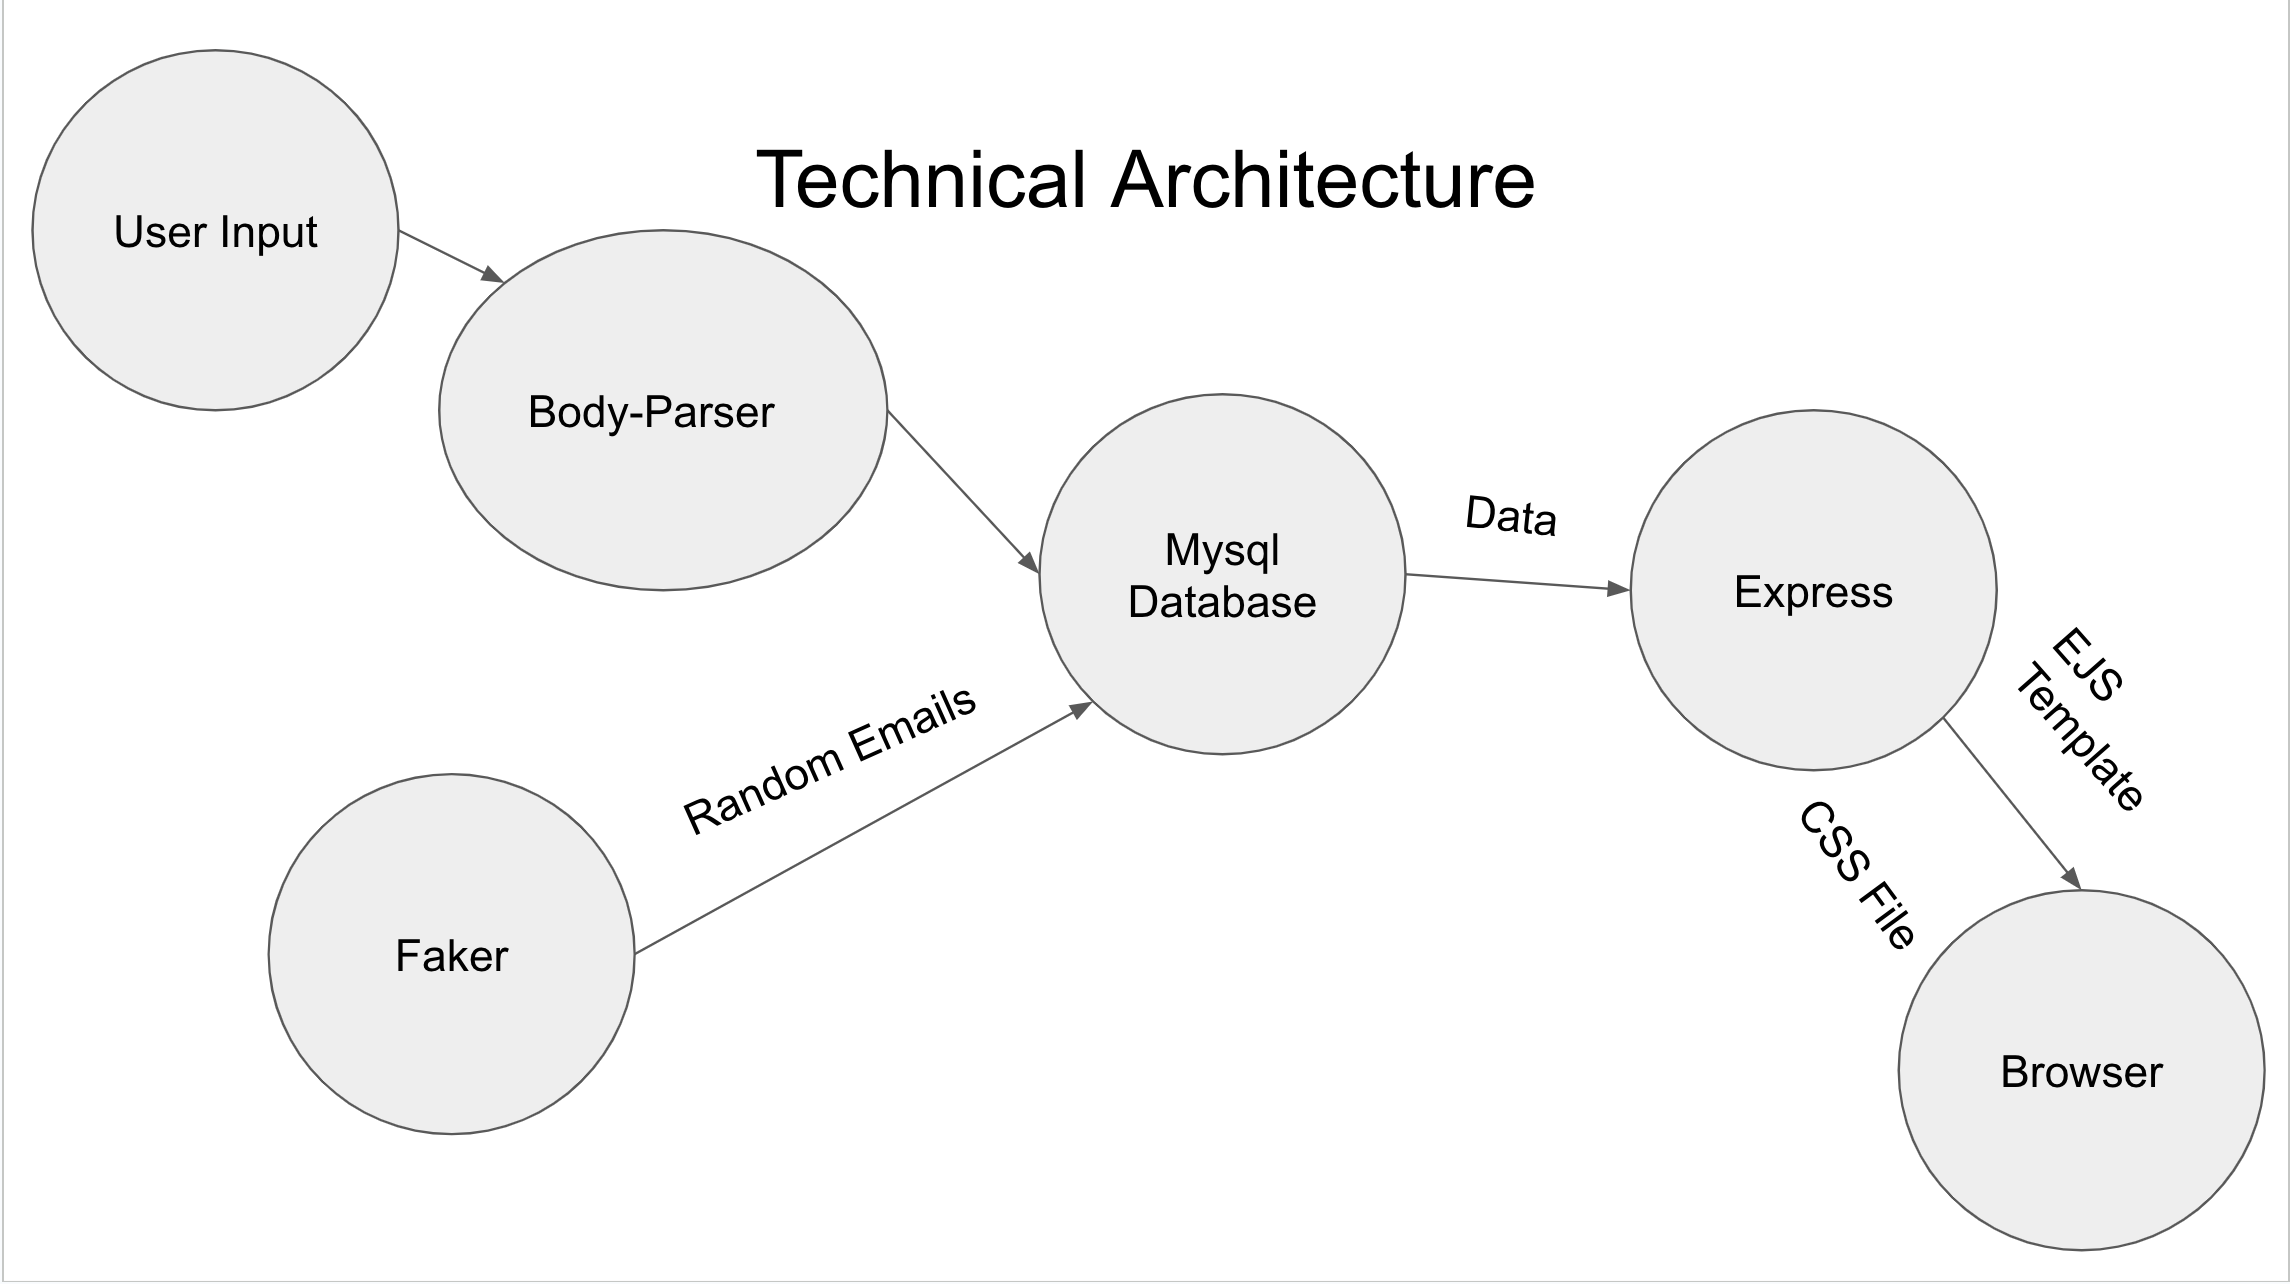 Technical Architecture
User Input
Body-Parser
Mysql
Database
Data
Express
EJS
Template
CSS File
Random Emails
Faker
Browser